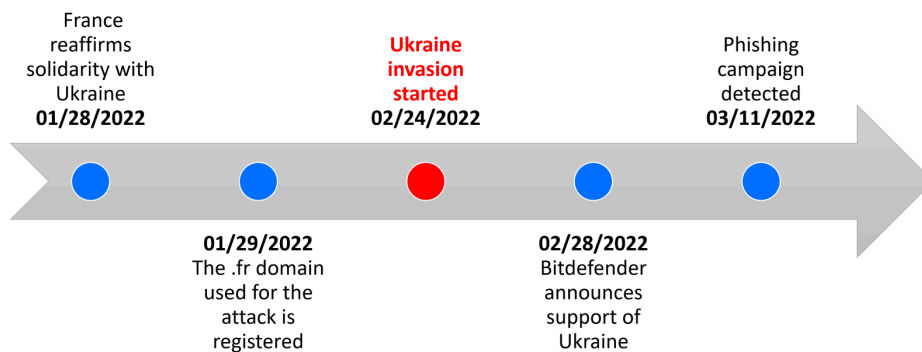 France
reaffirms
solidarity with
Ukraine
01/28/2022
01/29/2022
The .fr domain
used for the
attack is
registered
Ukraine
invasion
started
02/24/2022
02/28/2022
Bitdefender
announces
support of
Ukraine
Phishing
campaign
detected
03/11/2022